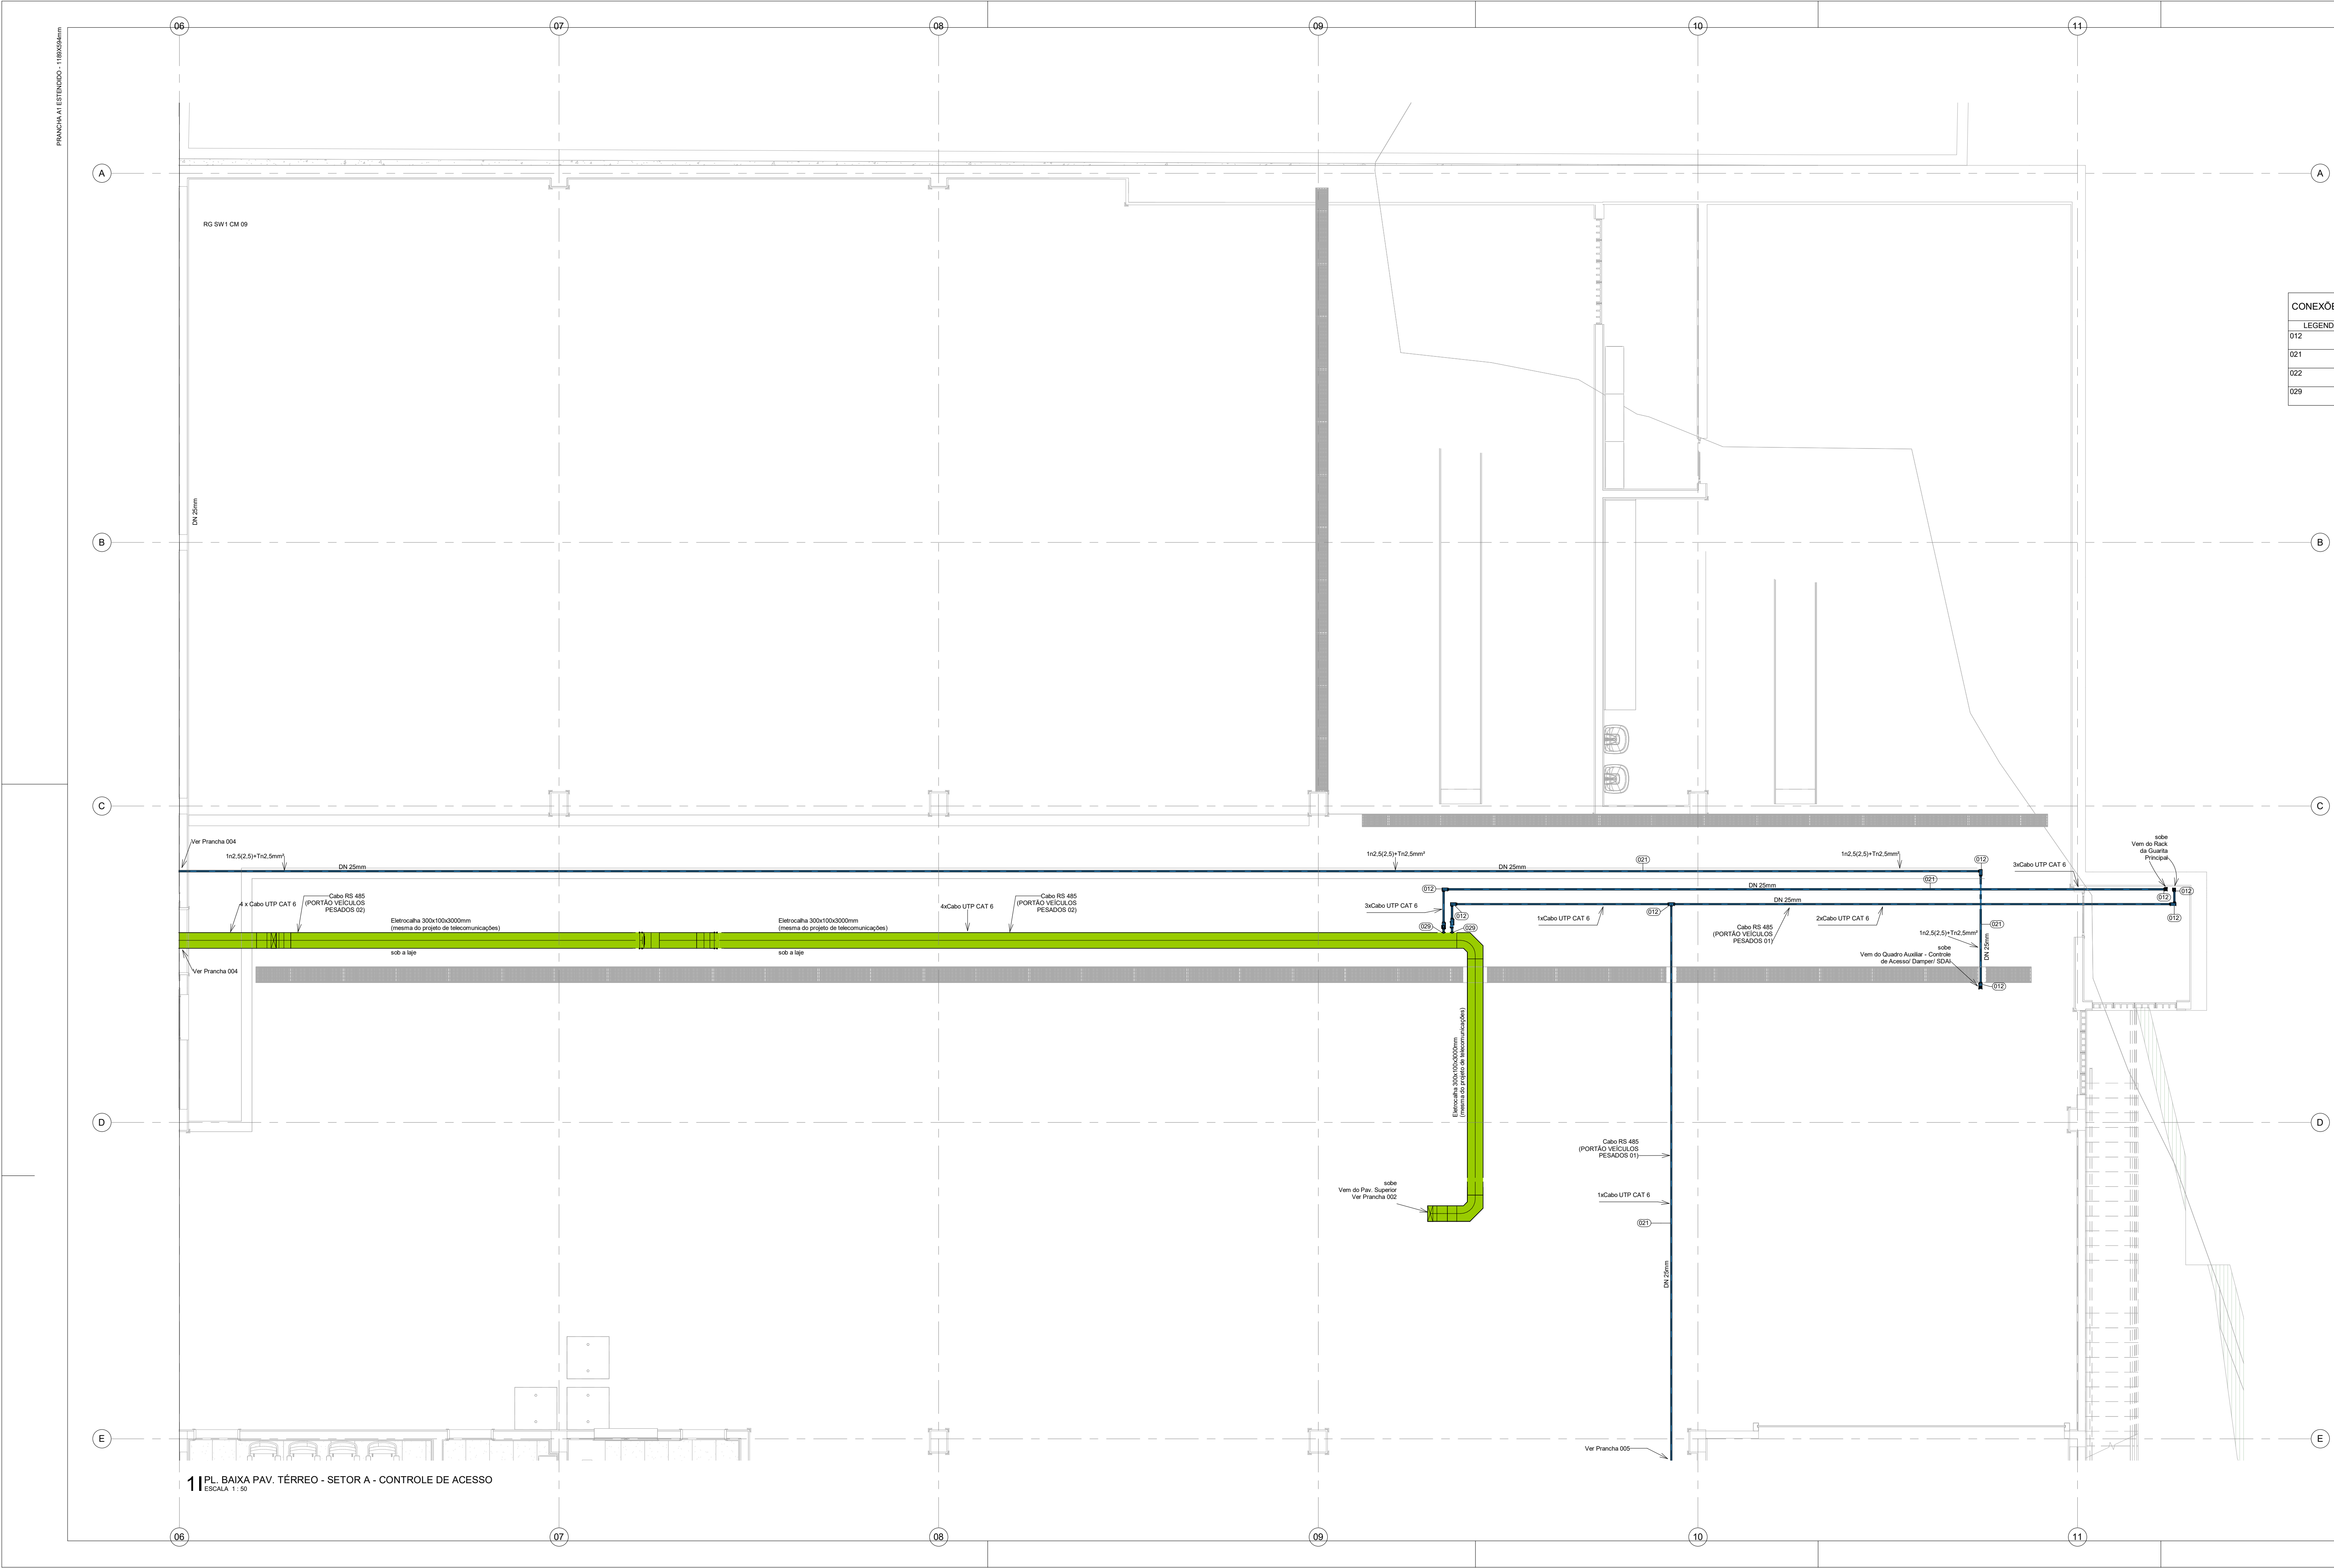 06
07
08
09
10
11
PRANCHA A1 ESTENDIDO - 1189X594mm
A
A
RG SW1 CM 09
CONEXÕE
LEGEND
012
021
022
029
DN 25mm
B
B
C
C
Ver Prancha 004
1n2,5(2,5)+Tn2,5mm²
DN 25mm
1n2,5(2,5)+Tn2,5mm²
DN 25mm
021
1n2,5(2,5)+Tn2,5mm²
012
sobe
Vem do Rack
da Guarita
Principal
3xCabo UTP CAT 6
4 x Cabo UTP CAT 6
Cabo RS 485
(PORTÃO VEÍCULOS
PESADOS 02)
Eletrocalha 300x100x3000mm
(mesma do projeto de telecomunicações)
sob a laje
Eletrocalha 300x100x3000mm
(mesma do projeto de telecomunicações)
sob a laje
4xCabo UTP CAT 6
Cabo RS 485
(PORTÃO VEÍCULOS
PESADOS 02)
012
3xCabo UTP CAT 6
012
029
029
DN 25mm
021
DN 25mm
1xCabo UTP CAT 6
012
Cabo RS 485
(PORTÃO VEÍCULOS
PESADOS 01)
2xCabo UTP CAT 6
012
012
012
021
1n2,5(2,5)+Tn2,5mm²
DN 25mm
sobe
Vem do Quadro Auxiliar - Controle
de Acesso/ Damper/ SDAI
012
Ver Prancha 004
Eletrocalha 300x100x3000mm
(mesma do projeto de telecomunicações)
D
D
Cabo RS 485
(PORTÃO VEÍCULOS
PESADOS 01)
sobe
Vem do Pav. Superior
Ver Prancha 002
1xCabo UTP CAT 6
021
DN 25mm
E
E
Ver Prancha 005
1 PL. BAIXA PAV. TÉRREO - SETOR A - CONTROLE DE ACESSO
ESCALA 1 : 50
06
07
08
09
10
11